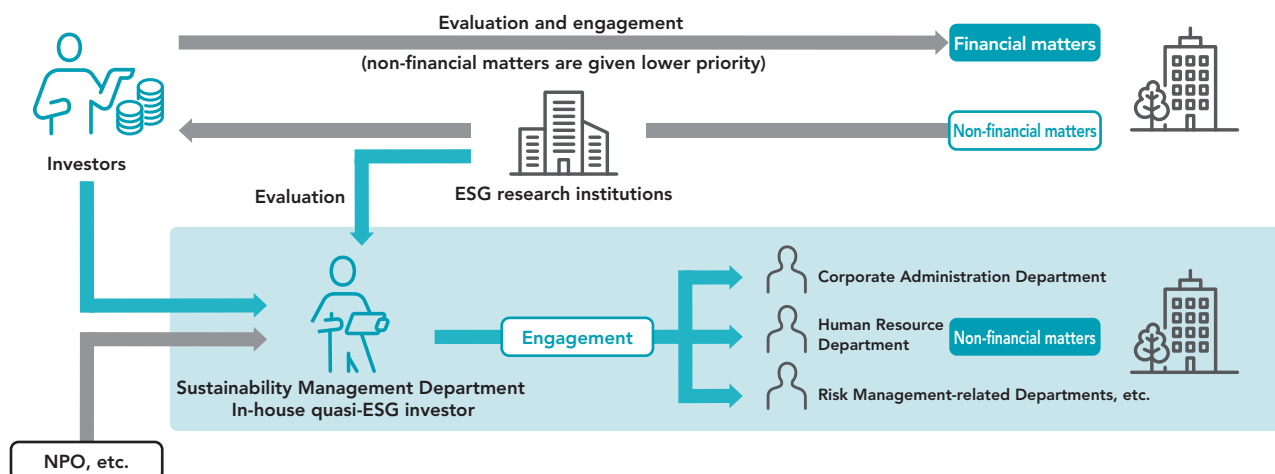 Evaluation and engagement
Financial matters
(non-financial matters are given lower priority)
Non-financial matters
Investors
ESG research institutions
Evaluation
Corporate Administration Department
Engagement
Human Resource
Department
Non-financial matters
Sustainability Management Department
In-house quasi-ESG investor
Risk Management-related Departments, etc.
NPO, etc.